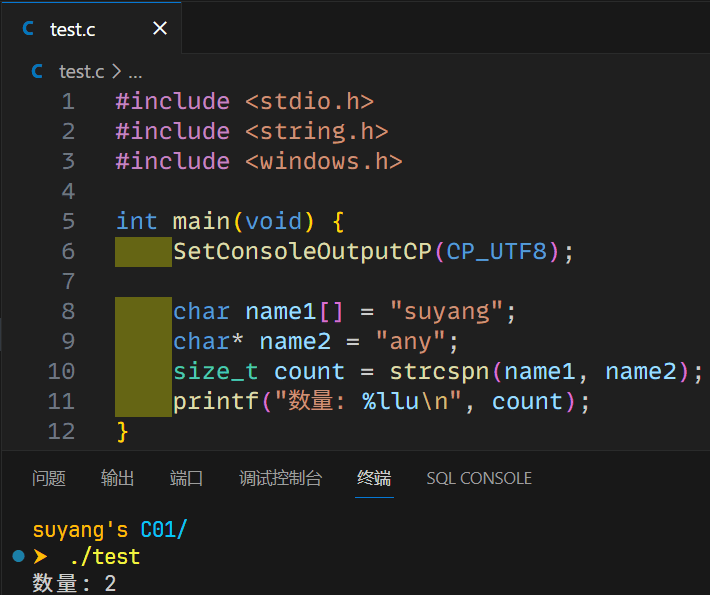 C test.c ×
C test.c > ...
1 #include <stdio.h>
2 #include <string.h>
3 #include <windows.h>
4
5 int main(void) {
6 SetConsoleOutputCP(CP_UTF8);
7
8 char name1[] = "suyang";
9 char* name2 = "any";
10 size_t count = strcspn(name1, name2);
11 printf("数量: %llu\n", count);
12 }
问题 输出 端口 调试控制台 终端 SQL CONSOLE
suyang's C01/
➤ ./test
数量: 2